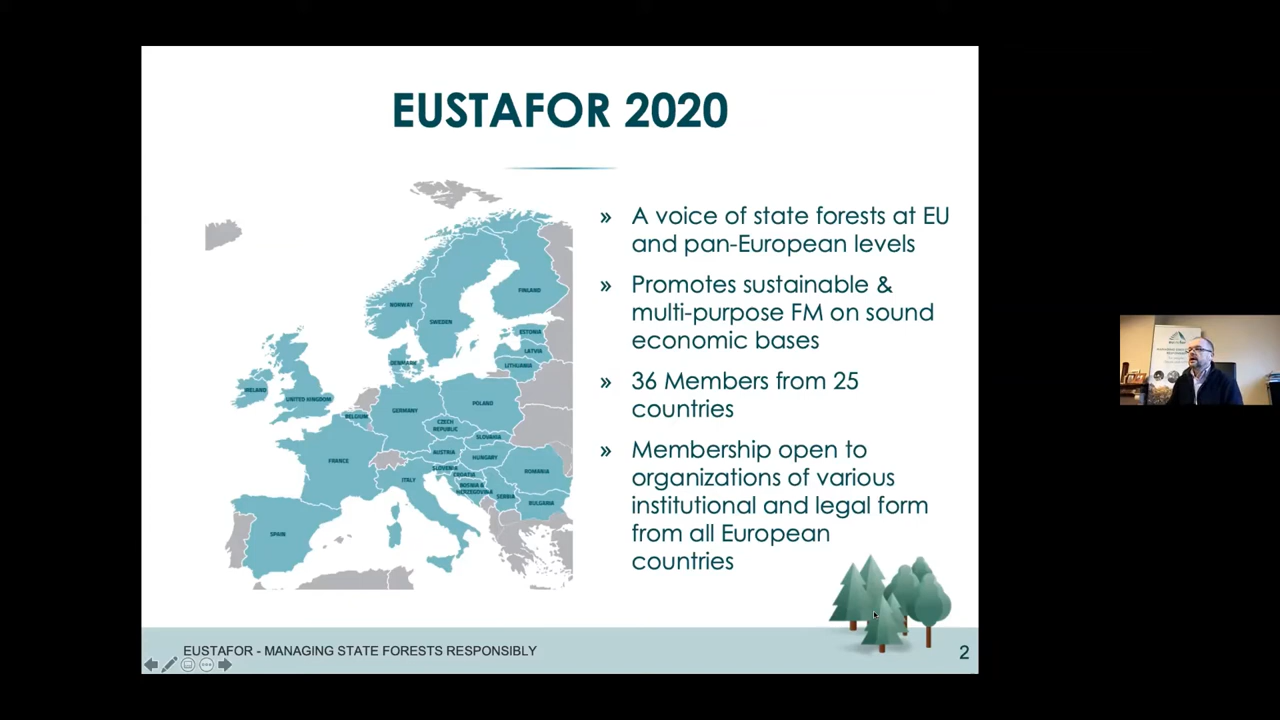 EUSTAFOR 2020
» A voice of state forests at EU
and pan-European levels
» Promotes sustainable &
multi-purpose FM on sound
economic bases
» 36 Members from 25
countries
» Membership open to
organizations of various
institutional and legal form
from all European
countries
FINLAND
NORWAY
SWEDEN
ESTONIA
LATVIA
DENMARK
LITHUANIA
IRELAND
UNITED KINGDOM
BELGIUM
GERMANY
POLAND
CZECH
REPUBLIC
SLOVAKIA
AUSTRIA
HUNGARY
FRANCE
SLOVENIA
CROATIA
ROMANIA
ITALY
BOSNIA &
HERZEGOVINA
SERBIA
BULGARIA
SPAIN
EUSTAFOR - MANAGING STATE FORESTS RESPONSIBLY
2